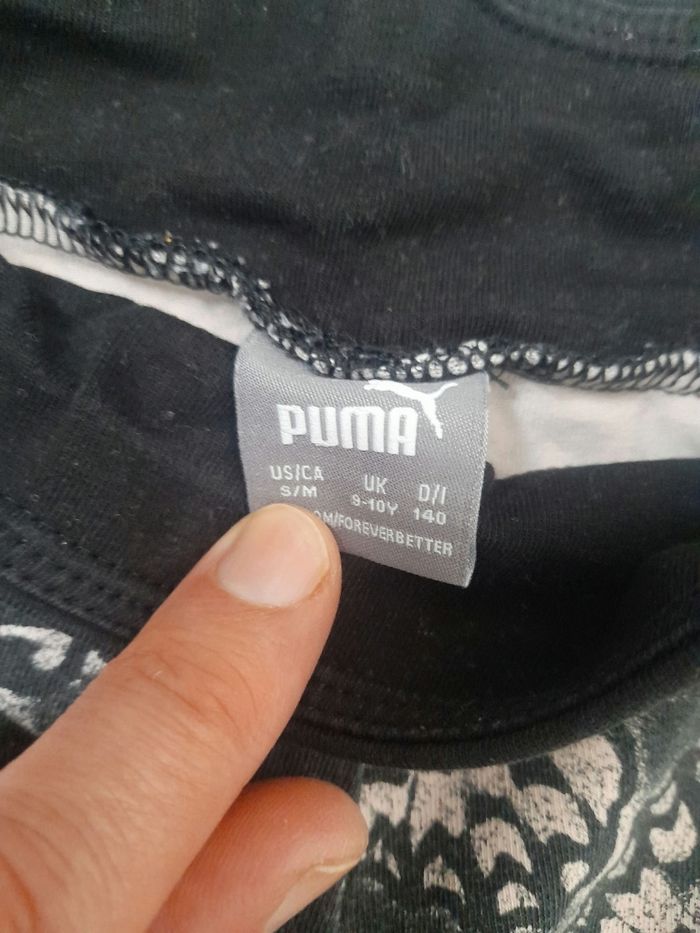 PUMA
US/CA UK D/I
S/M 9-10Y 140
OM/FOREVERBETTER